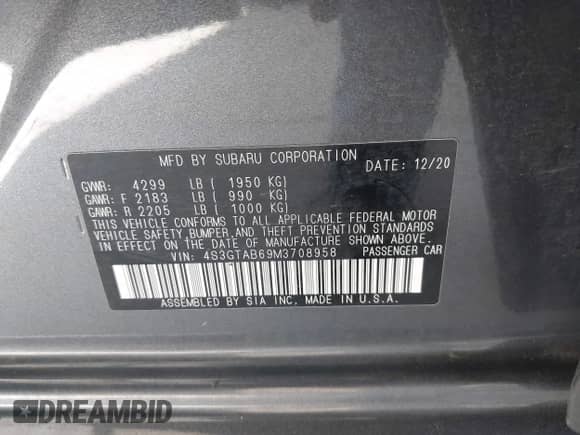 MFD BY SUBARU CORPORATION DATE: 12/20
GVWR: 4299 LB ( 1950 KG)
GAWR: F 2183 LB ( 990 KG)
GAWR: R 2205 LB ( 1000 KG)
THIS VEHICLE CONFORMS TO ALL APPLICABLE FEDERAL MOTOR
VEHICLE SAFETY, BUMPER, AND THEFT PREVENTION STANDARDS
IN EFFECT ON THE DATE OF MANUFACTURE SHOWN ABOVE.
VIN: 4S3GTAB69M3708958 PASSENGER CAR
ASSEMBLED BY SIA INC. MADE IN U.S.A.
DREAMBID